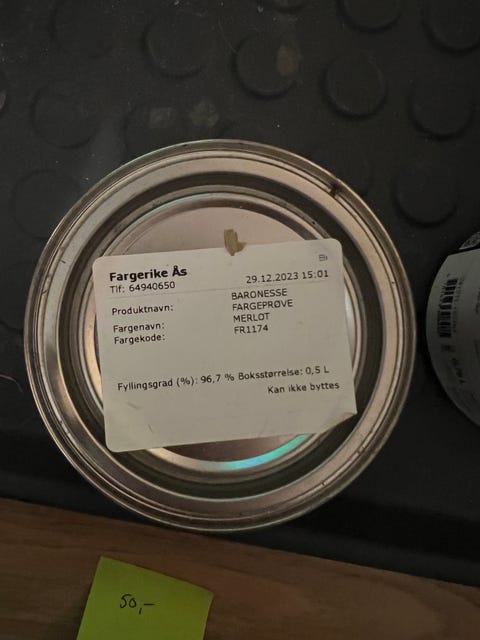 Fargerike Ås
Tlf: 64940650
29.12.2023 15:01
Produktnavn: BARONESSE
FARGEPRØVE
Fargenavn: MERLOT
Fargekode: FR1174
Fyllingsgrad (%): 96,7 % Boksstørrelse: 0,5 L
Kan ikke byttes
50,-